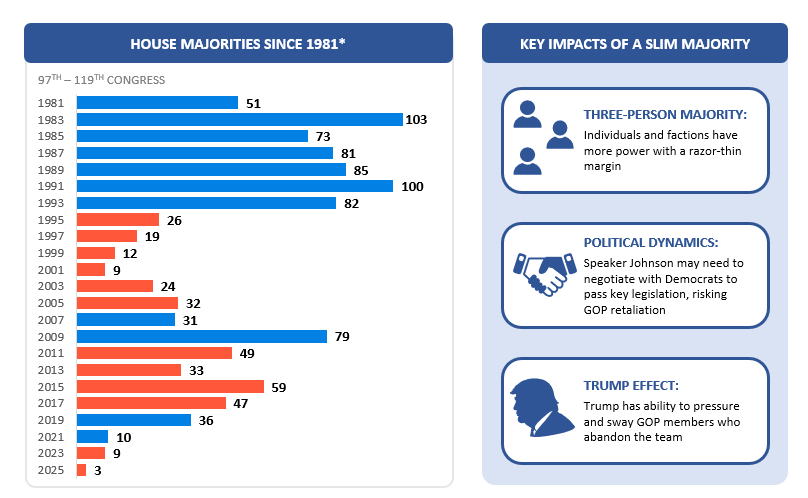 HOUSE MAJORITIES SINCE 1981*
97TH – 119TH CONGRESS
1981 51
1983 103
1985 73
1987 81
1989 85
1991 100
1993 82
1995 26
1997 19
1999 12
2001 9
2003 24
2005 32
2007 31
2009 79
2011 49
2013 33
2015 59
2017 47
2019 36
2021 10
2023 9
2025 3
KEY IMPACTS OF A SLIM MAJORITY
THREE-PERSON MAJORITY:
Individuals and factions have
more power with a razor-thin
margin
POLITICAL DYNAMICS:
Speaker Johnson may need to
negotiate with Democrats to
pass key legislation, risking
GOP retaliation
TRUMP EFFECT:
Trump has ability to pressure
and sway GOP members who
abandon the team